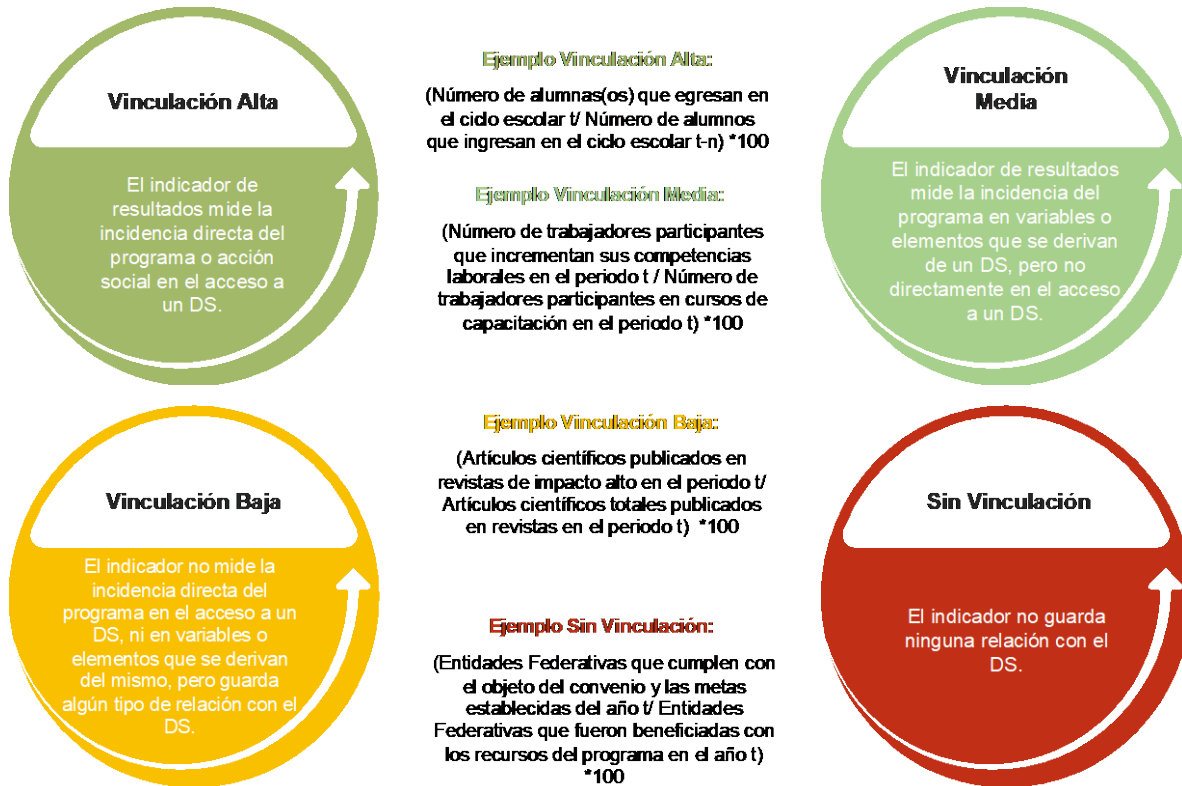 Vinculación Alta
El indicador de
resultados mide la
incidencia directa del
programa o acción
social en el acceso a
un DS.
Ejemplo Vinculación Alta:
(Número de alumnas(os) que egresan en
el ciclo escolar t/ Número de alumnos
que ingresan en el ciclo escolar t-n) *100
Ejemplo Vinculación Media:
(Número de trabajadores participantes
que incrementan sus competencias
laborales en el periodo t / Número de
trabajadores participantes en cursos de
capacitación en el periodo t) *100
Vinculación
Media
El indicador de resultados
mide la incidencia del
programa en variables o
elementos que se derivan
de un DS, pero no
directamente en el acceso
a un DS.
Vinculación Baja
El indicador no mide la
incidencia directa del
programa en el acceso a un
DS, ni en variables o
elementos que se derivan
del mismo, pero guarda
algún tipo de relación con el
DS.
Ejemplo Vinculación Baja:
(Artículos científicos publicados en
revistas de impacto alto en el periodo t/
Artículos científicos totales publicados
en revistas en el periodo t) *100
Ejemplo Sin Vinculación:
(Entidades Federativas que cumplen con
el objeto del convenio y las metas
establecidas del año t/ Entidades
Federativas que fueron beneficiadas con
los recursos del programa en el año t)
*100
Sin Vinculación
El indicador no guarda
ninguna relación con el
DS.